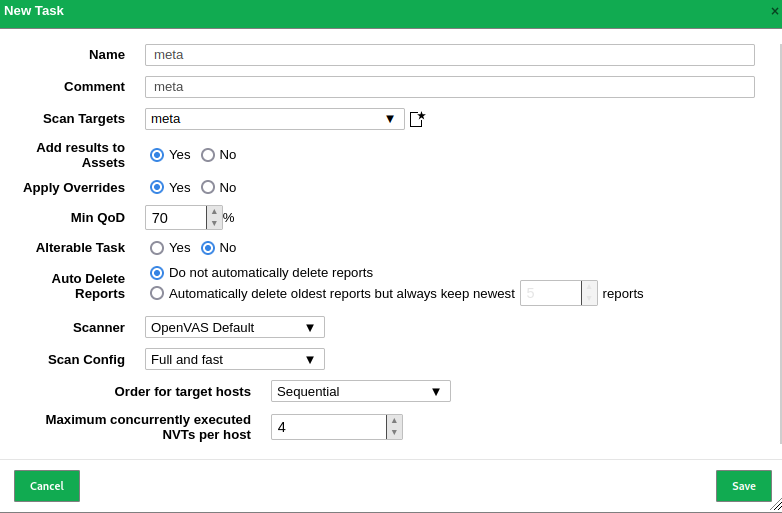 New Task ×
Name meta
Comment meta
Scan Targets meta ▼
Add results to
Assets Yes No
Apply Overrides Yes No
Min QoD 70 %
Alterable Task Yes No
Auto Delete Do not automatically delete reports
Reports Automatically delete oldest reports but always keep newest 5 reports
Scanner OpenVAS Default ▼
Scan Config Full and fast ▼
Order for target hosts Sequential ▼
Maximum concurrently executed
NVTs per host 4
Cancel Save